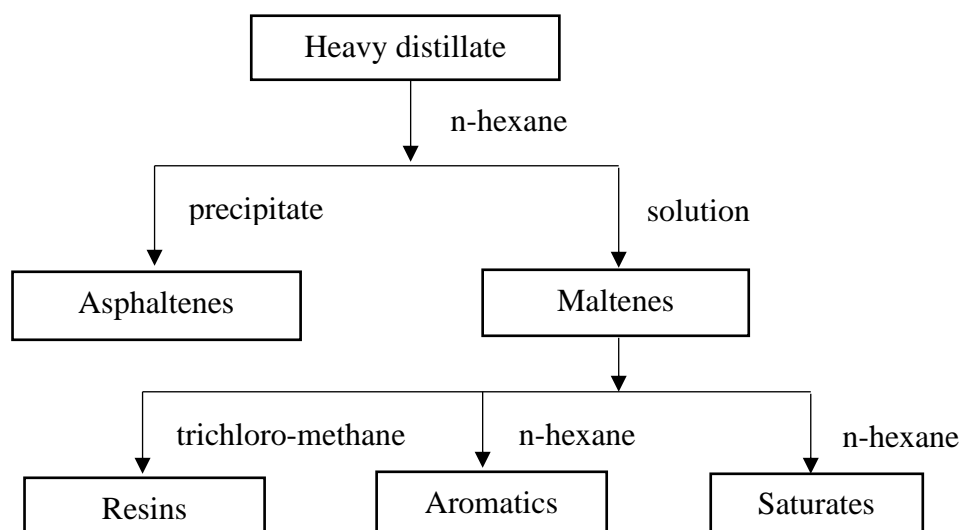 Heavy distillate
n-hexane
precipitate
solution
Asphaltenes
Maltenes
trichloro-methane
n-hexane
n-hexane
Resins
Aromatics
Saturates